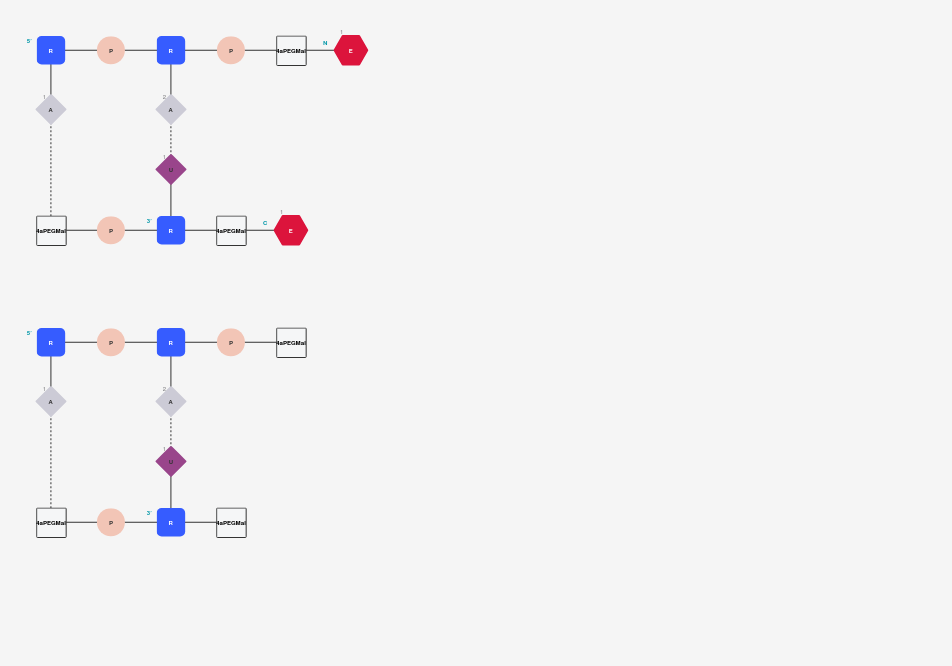 5' R P R P 4aPEGMal N 1 E
1 A 2 A
1 U
4aPEGMal P 3' R 4aPEGMal C 1 E
5' R P R P 4aPEGMal
1 A 2 A
1 U
4aPEGMal P 3' R 4aPEGMal